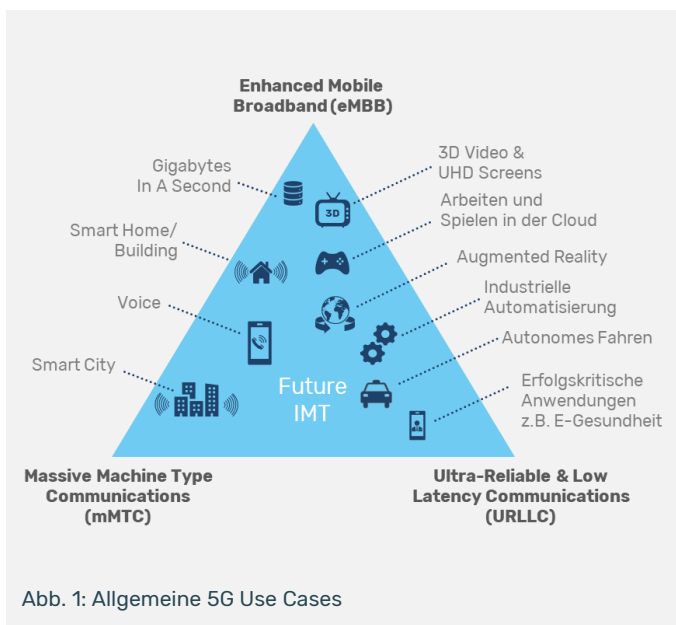 Enhanced Mobile
Broadband (eMBB)
Gigabytes
In A Second
3D Video &
UHD Screens
3D
Arbeiten und
Spielen in der Cloud
Smart Home/
Building
Augmented Reality
Industrielle
Automatisierung
Voice
Autonomes Fahren
Smart City
Erfolgskritische
Anwendungen
z.B. E-Gesundheit
Future
IMT
Massive Machine Type
Communications
(mMTC)
Ultra-Reliable & Low
Latency Communications
(URLLC)
Abb. 1: Allgemeine 5G Use Cases